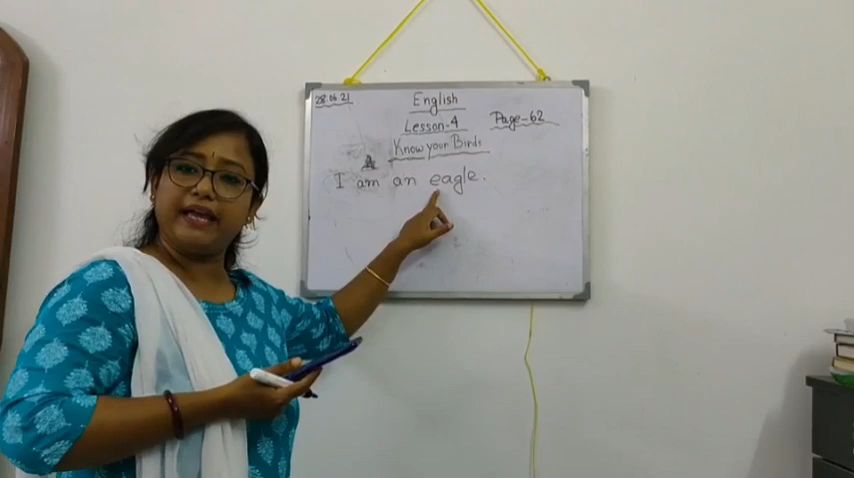 28.06.21
English
Lesson-4
Page-62
Know your Birds
I am an eagle.